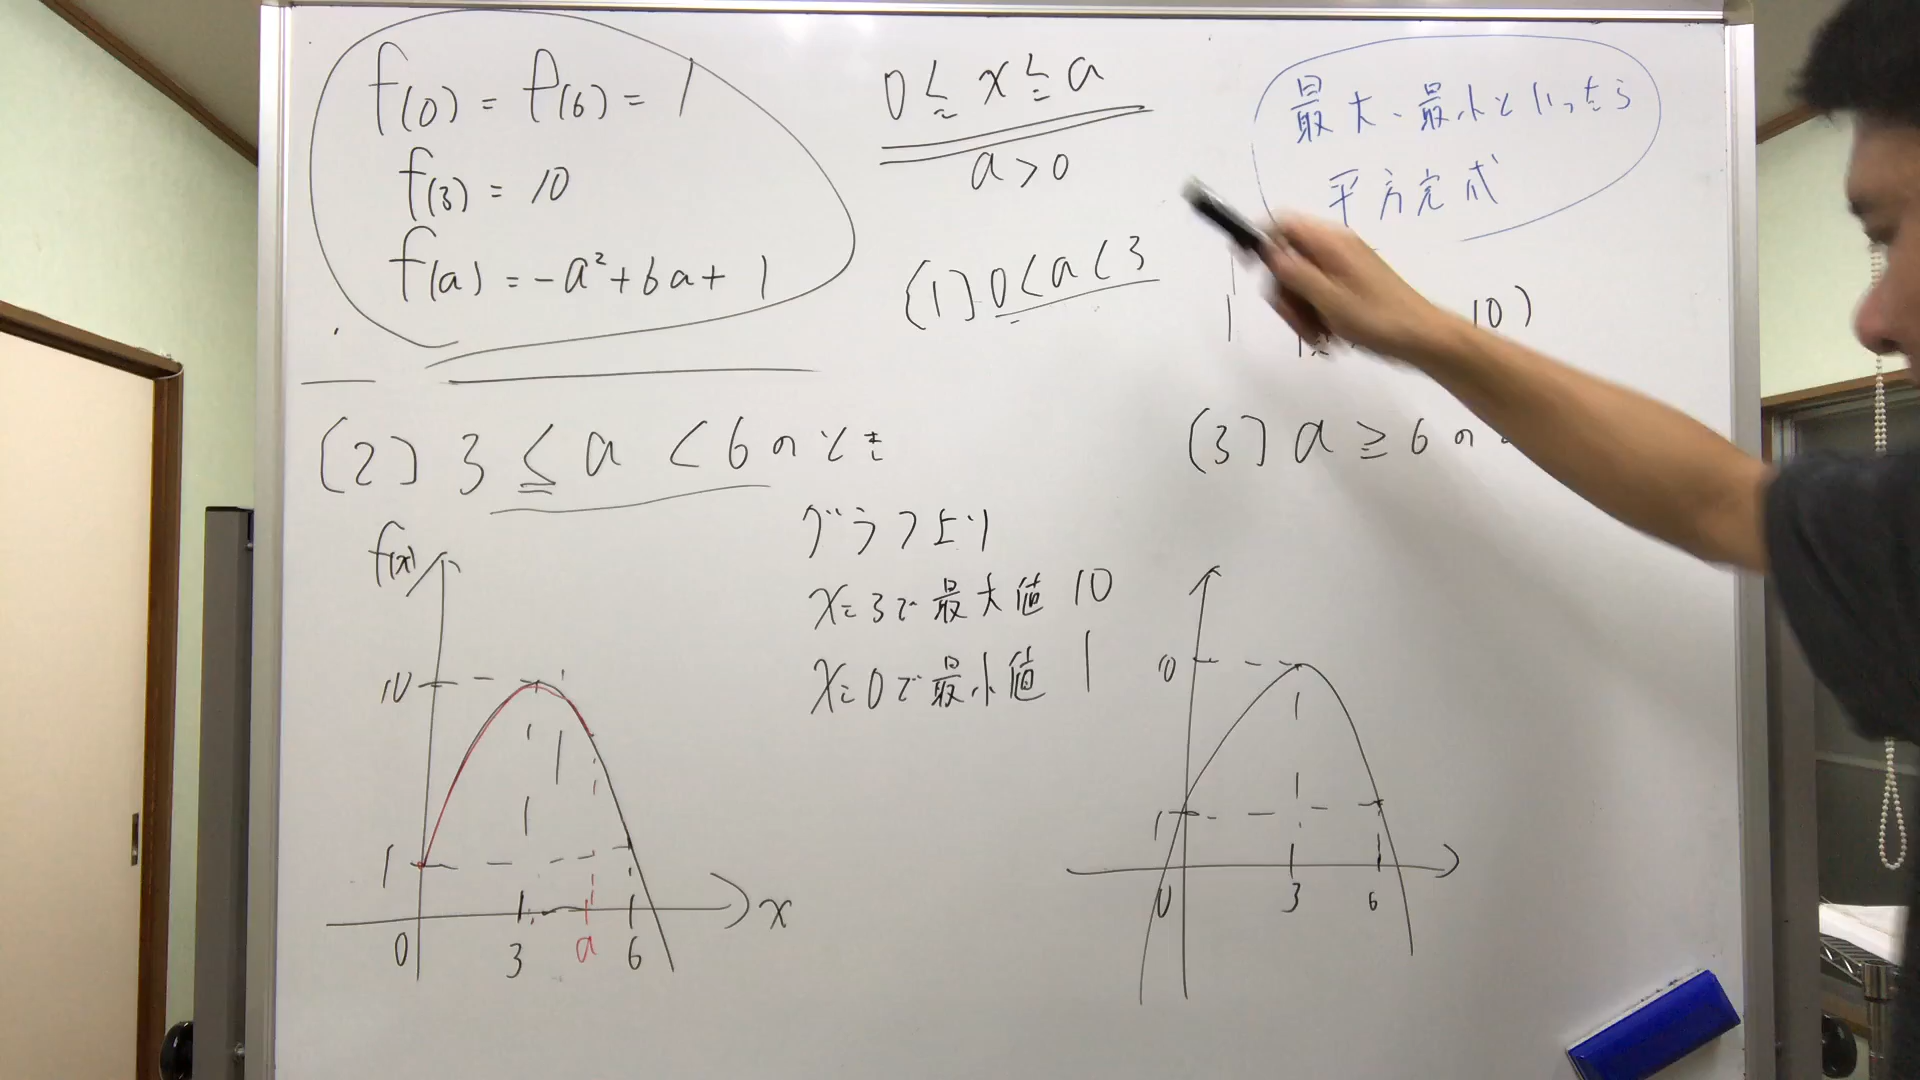 f(0) = f(6) = 1
f(3) = 10
f(a) = -a²+6a+1
0 ≦ x ≦ a
a > 0
最大、最小といったら
平方完成
(1) 0 < a < 3
10)
(2) 3 ≦ a < 6 のとき
(3) a ≧ 6 の
グラフより
x=3で最大値 10
x=0で最小値 1
f(x)
10
1
0
3
a
6
x
10
1
0
3
6